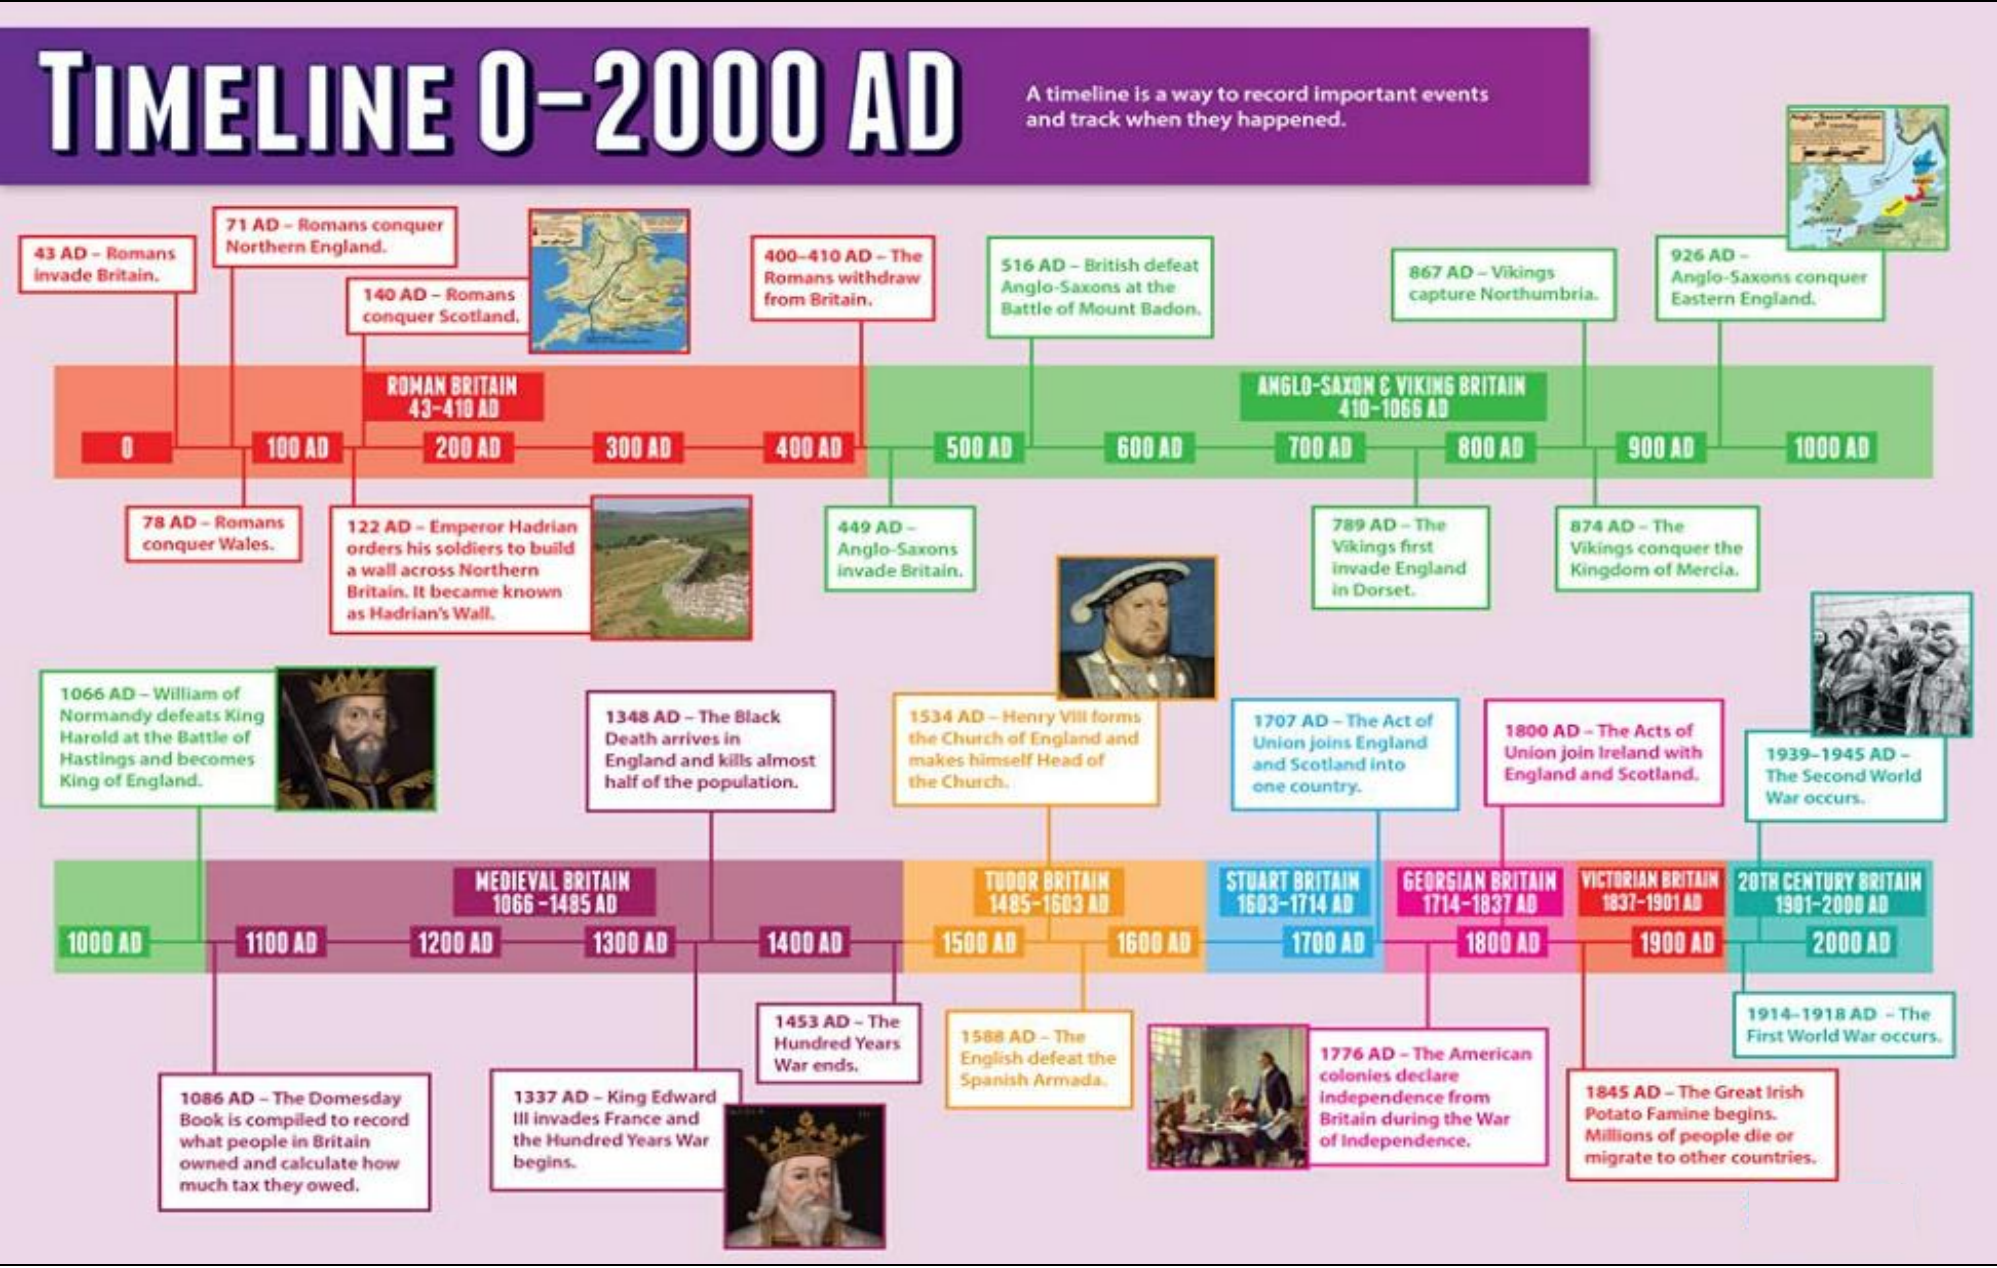 TIMELINE 0–2000 AD
A timeline is a way to record important events
and track when they happened.
43 AD – Romans
invade Britain.
71 AD – Romans conquer
Northern England.
140 AD – Romans
conquer Scotland.
400–410 AD – The
Romans withdraw
from Britain.
516 AD – British defeat
Anglo-Saxons at the
Battle of Mount Badon.
867 AD – Vikings
capture Northumbria.
926 AD –
Anglo-Saxons conquer
Eastern England.
ROMAN BRITAIN
43–410 AD
ANGLO-SAXON & VIKING BRITAIN
410–1066 AD
0
100 AD
200 AD
300 AD
400 AD
500 AD
600 AD
700 AD
800 AD
900 AD
1000 AD
78 AD – Romans
conquer Wales.
122 AD – Emperor Hadrian
orders his soldiers to build
a wall across Northern
Britain. It became known
as Hadrian's Wall.
449 AD –
Anglo-Saxons
invade Britain.
789 AD – The
Vikings first
invade England
in Dorset.
874 AD – The
Vikings conquer the
Kingdom of Mercia.
1066 AD – William of
Normandy defeats King
Harold at the Battle of
Hastings and becomes
King of England.
1348 AD – The Black
Death arrives in
England and kills almost
half of the population.
1534 AD – Henry VIII forms
the Church of England and
makes himself Head of
the Church.
1707 AD – The Act of
Union joins England
and Scotland into
one country.
1800 AD – The Acts of
Union join Ireland with
England and Scotland.
1939–1945 AD –
The Second World
War occurs.
MEDIEVAL BRITAIN
1066 –1485 AD
TUDOR BRITAIN
1485–1603 AD
STUART BRITAIN
1603–1714 AD
GEORGIAN BRITAIN
1714–1837 AD
VICTORIAN BRITAIN
1837–1901 AD
20TH CENTURY BRITAIN
1901–2000 AD
1000 AD
1100 AD
1200 AD
1300 AD
1400 AD
1500 AD
1600 AD
1700 AD
1800 AD
1900 AD
2000 AD
1086 AD – The Domesday
Book is compiled to record
what people in Britain
owned and calculate how
much tax they owed.
1337 AD – King Edward
III invades France and
the Hundred Years War
begins.
1453 AD – The
Hundred Years
War ends.
1588 AD – The
English defeat the
Spanish Armada.
1776 AD – The American
colonies declare
independence from
Britain during the War
of Independence.
1845 AD – The Great Irish
Potato Famine begins.
Millions of people die or
migrate to other countries.
1914–1918 AD – The
First World War occurs.